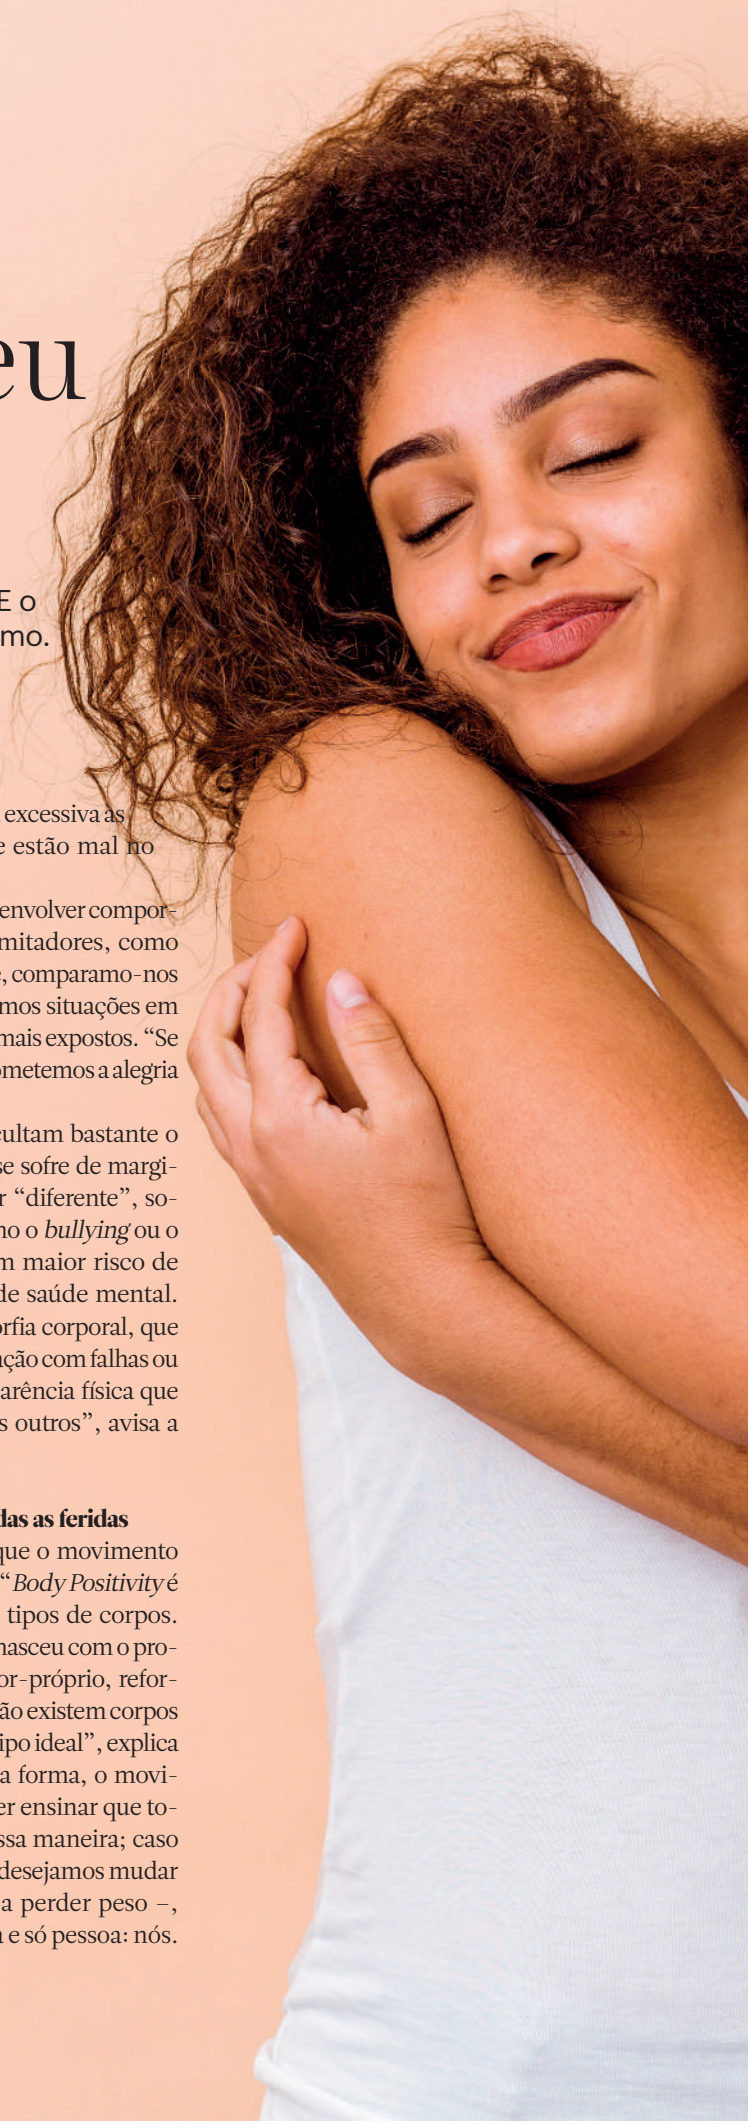 eu
E o
mo.
excessiva as
e estão mal no
envolver compor-
mitadores, como
e, comparamo-nos
mos situações em
mais expostos. “Se
ometemos a alegria
cultam bastante o
se sofre de margi-
r “diferente”, so-
no o bullying ou o
m maior risco de
de saúde mental.
orfia corporal, que
ação com falhas ou
arência física que
s outros”, avisa a
das as feridas
que o movimento
“Body Positivity é
tipos de corpos.
nasceu com o pro-
or-próprio, refor-
ão existem corpos
ipo ideal”, explica
a forma, o movi-
er ensinar que to-
ssa maneira; caso
desejamos mudar
a perder peso –,
a e só pessoa: nós.